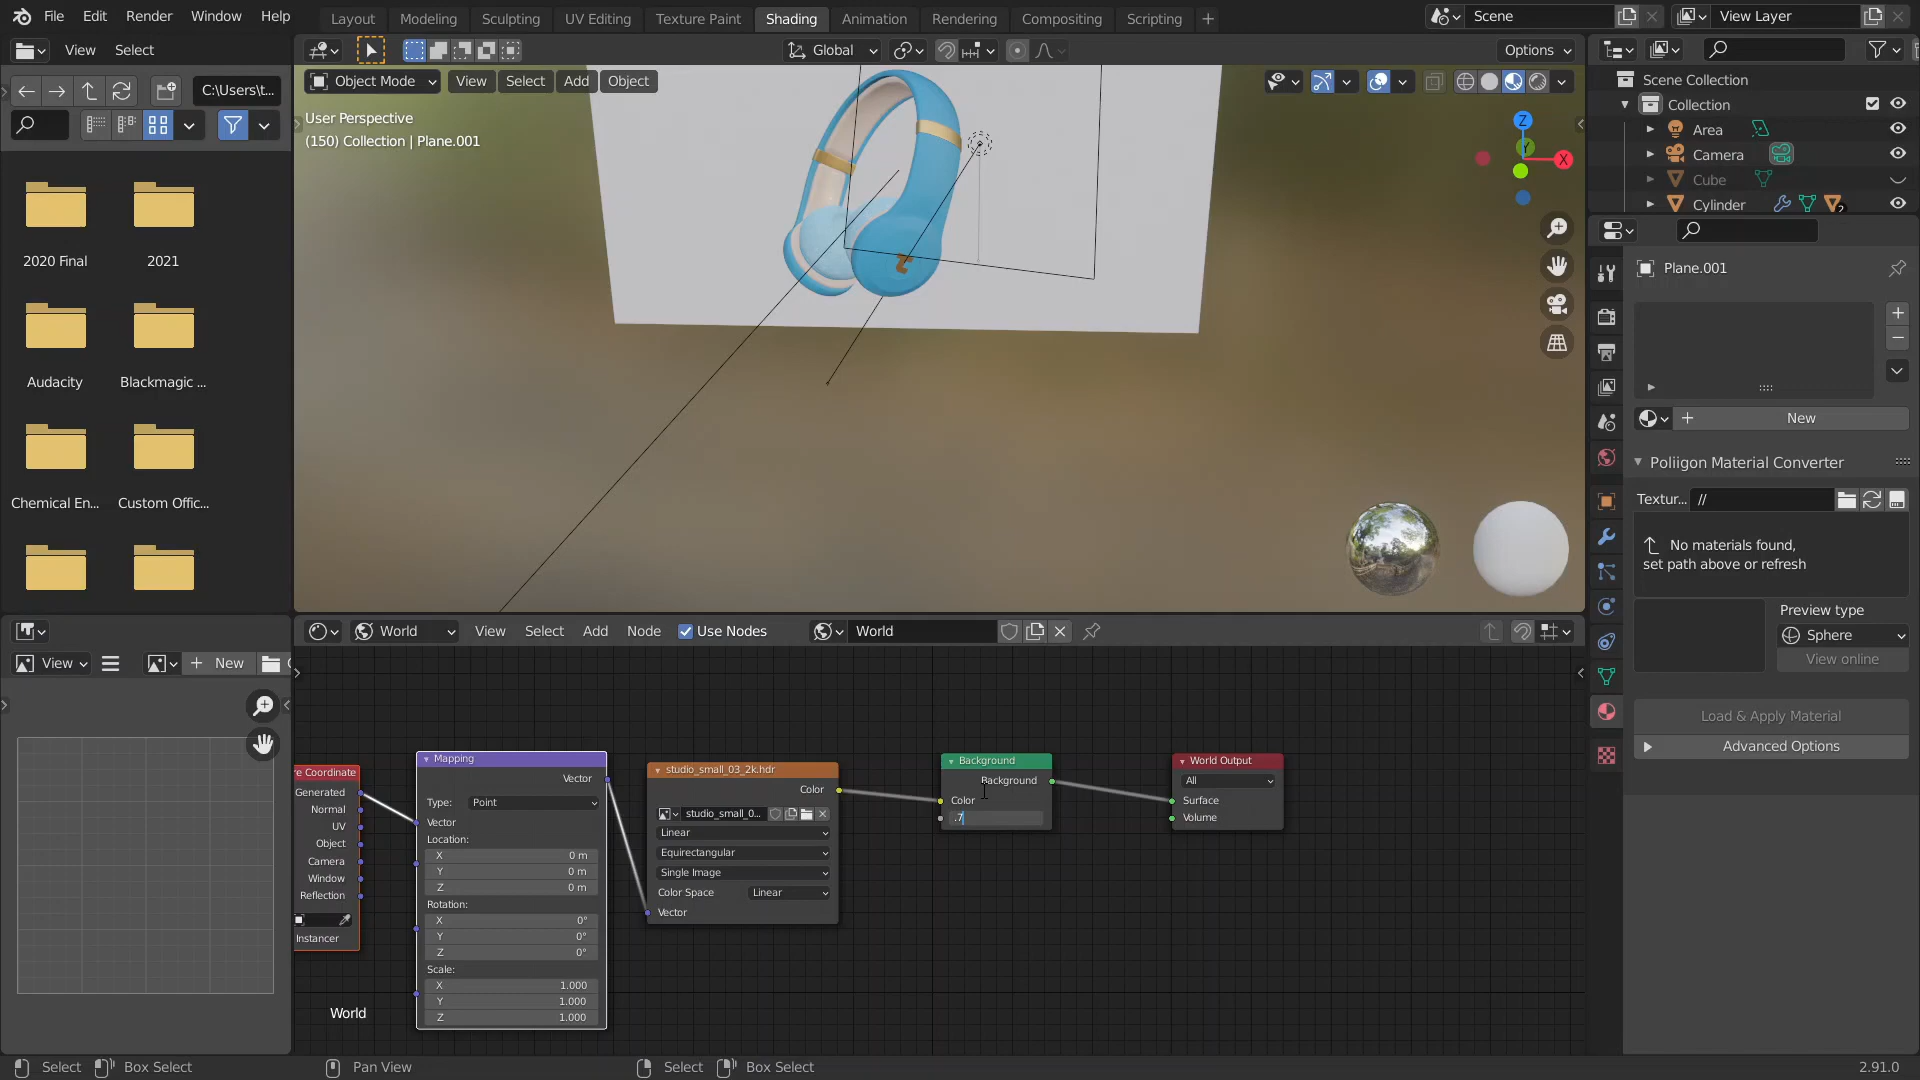 File Edit Render Window Help
Layout Modeling Sculpting UV Editing Texture Paint Shading Animation Rendering Compositing Scripting +
Scene
View Layer
View Select
Global
Options
C:\Users\t...
Object Mode View Select Add Object
User Perspective
(150) Collection | Plane.001
Z
Y
X
Scene Collection
Collection
Area
Camera
Cube
Cylinder
2
2020 Final
2021
Audacity
Blackmagic ...
Chemical En...
Custom Offic...
Plane.001
New
Poliigon Material Converter
Textur... //
No materials found,
set path above or refresh
Preview type
Sphere
View online
Load & Apply Material
Advanced Options
View
New
World View Select Add Node Use Nodes World
re Coordinate
Generated
Normal
UV
Object
Camera
Window
Reflection
Instancer
Mapping
Vector
Type: Point
Vector
Location:
X 0 m
Y 0 m
Z 0 m
Rotation:
X 0°
Y 0°
Z 0°
Scale:
X 1.000
Y 1.000
Z 1.000
studio_small_03_2k.hdr
Color
studio_small_0...
Linear
Equirectangular
Single Image
Color Space Linear
Vector
Background
Background
Color
.7
World Output
All
Surface
Volume
World
Select Box Select Pan View Select Box Select 2.91.0